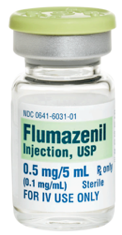 NDC 0641-6031-01
Flumazenil
Injection, USP
0.5 mg/5 mL
(0.1 mg/mL)
Rx only
Sterile
FOR IV USE ONLY